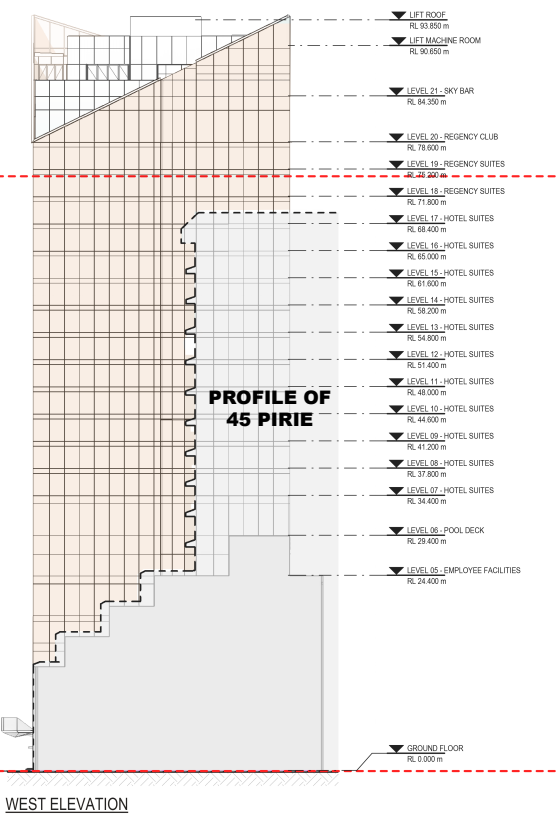 LIFT ROOF
RL 93.850 m
LIFT MACHINE ROOM
RL 90.650 m
LEVEL 21 - SKY BAR
RL 84.350 m
LEVEL 20 - REGENCY CLUB
RL 78.600 m
LEVEL 19 - REGENCY SUITES
RL 75.200 m
LEVEL 18 - REGENCY SUITES
RL 71.800 m
LEVEL 17 - HOTEL SUITES
RL 68.400 m
LEVEL 16 - HOTEL SUITES
RL 65.000 m
LEVEL 15 - HOTEL SUITES
RL 61.600 m
LEVEL 14 - HOTEL SUITES
RL 58.200 m
LEVEL 13 - HOTEL SUITES
RL 54.800 m
LEVEL 12 - HOTEL SUITES
RL 51.400 m
LEVEL 11 - HOTEL SUITES
RL 48.000 m
PROFILE OF
45 PIRIE
LEVEL 10 - HOTEL SUITES
RL 44.600 m
LEVEL 09 - HOTEL SUITES
RL 41.200 m
LEVEL 08 - HOTEL SUITES
RL 37.800 m
LEVEL 07 - HOTEL SUITES
RL 34.400 m
LEVEL 06 - POOL DECK
RL 29.400 m
LEVEL 05 - EMPLOYEE FACILITIES
RL 24.400 m
GROUND FLOOR
RL 0.000 m
WEST ELEVATION